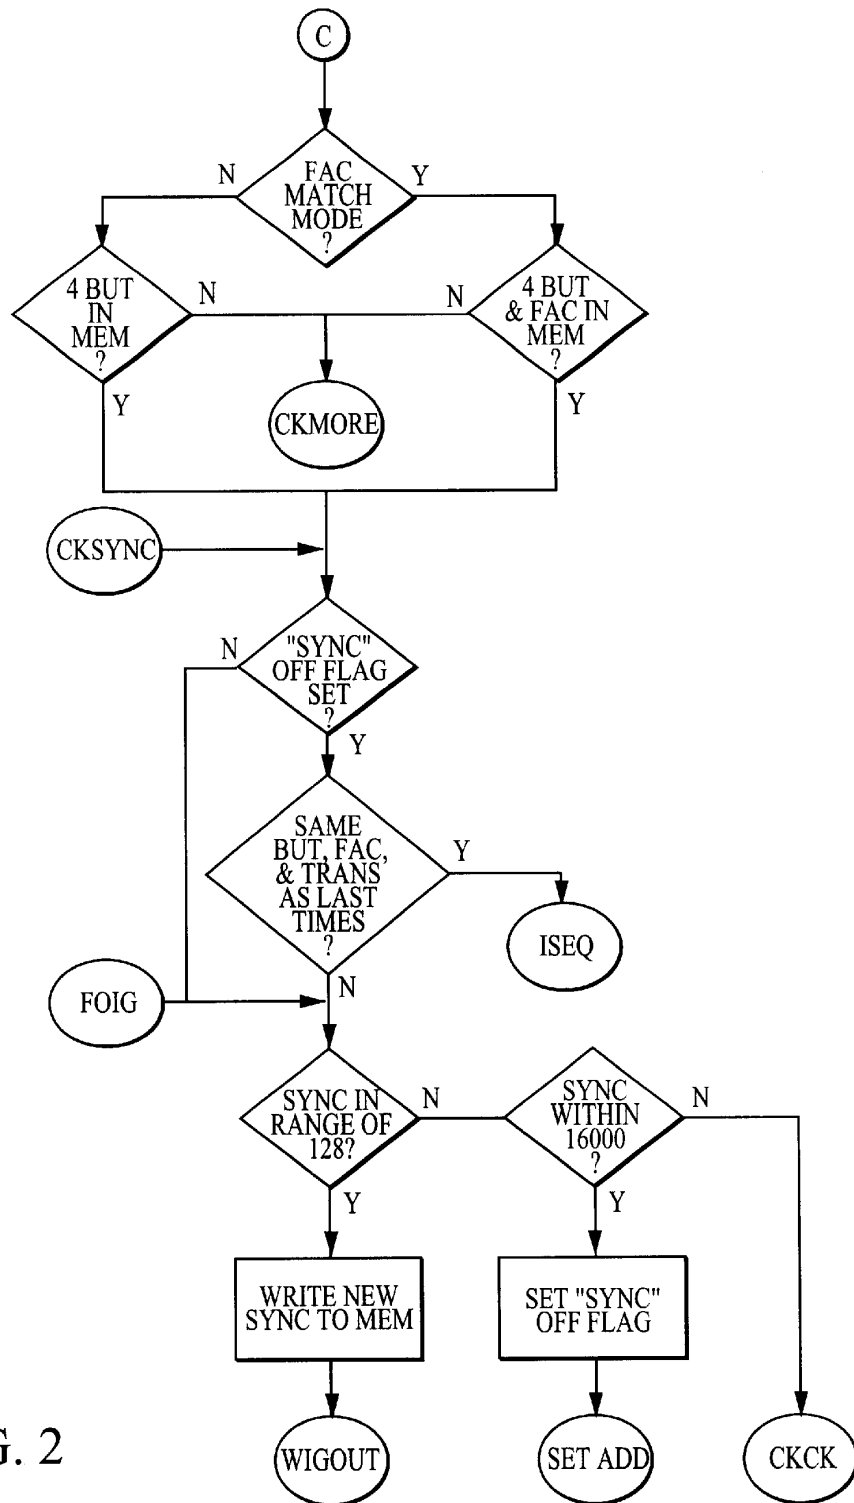 C
N
FAC
MATCH
MODE
?
Y
4 BUT
IN
MEM
?
N
N
4 BUT
& FAC IN
MEM
?
Y
CKMORE
Y
CKSYNC
N
"SYNC"
OFF FLAG
SET
?
Y
SAME
BUT, FAC,
& TRANS
AS LAST
TIMES
?
Y
ISEQ
FOIG
N
SYNC IN
RANGE OF
128?
N
SYNC
WITHIN
16000
?
N
Y
Y
WRITE NEW
SYNC TO MEM
SET "SYNC"
OFF FLAG
WIGOUT
SET ADD
CKCK
G. 2